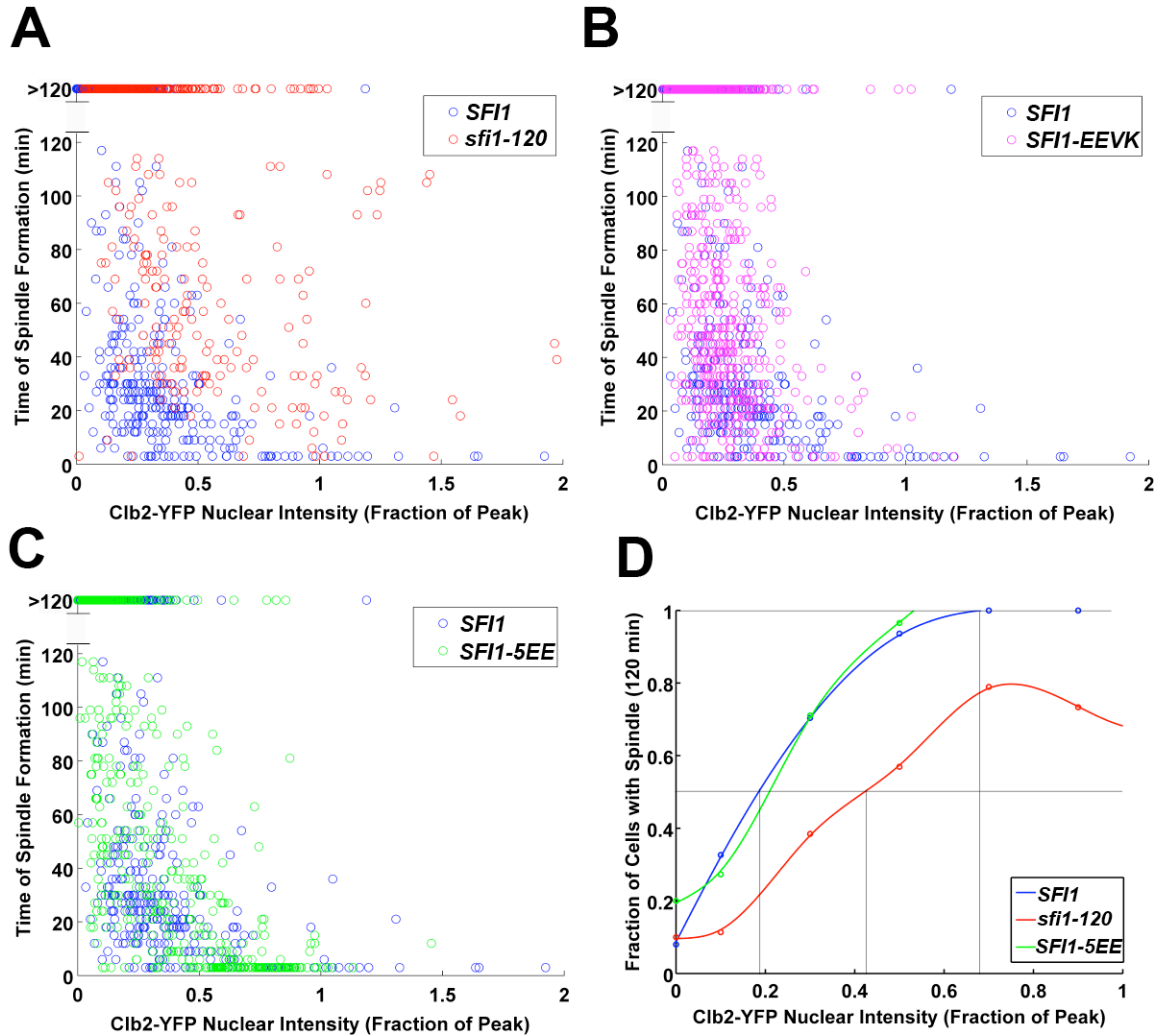 A
>120
120
100
80
60
40
20
0
Time of Spindle Formation (min)
SFI1
sfi1-120
0 0.5 1 1.5 2
Clb2-YFP Nuclear Intensity (Fraction of Peak)
B
>120
120
100
80
60
40
20
0
Time of Spindle Formation (min)
SFI1
SFI1-EEVK
0 0.5 1 1.5 2
Clb2-YFP Nuclear Intensity (Fraction of Peak)
C
>120
120
100
80
60
40
20
0
Time of Spindle Formation (min)
SFI1
SFI1-5EE
0 0.5 1 1.5 2
Clb2-YFP Nuclear Intensity (Fraction of Peak)
D
1
0.8
0.6
0.4
0.2
0
Fraction of Cells with Spindle (120 min)
SFI1
sfi1-120
SFI1-5EE
0 0.2 0.4 0.6 0.8 1
Clb2-YFP Nuclear Intensity (Fraction of Peak)